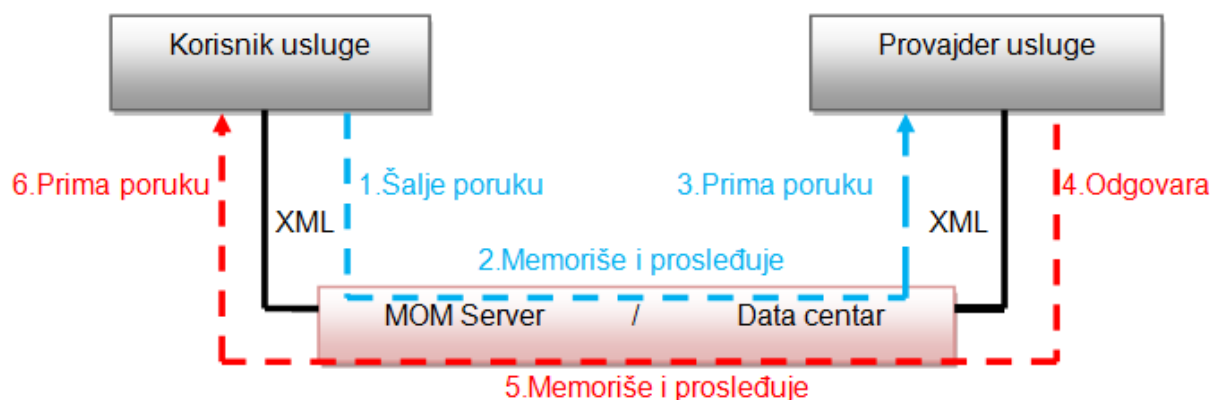 Korisnik usluge
Provajder usluge
6.Prima poruku
1.Šalje poruku
3.Prima poruku
4.Odgovara
XML
XML
2.Memoriše i prosleđuje
MOM Server / Data centar
5.Memoriše i prosleđuje